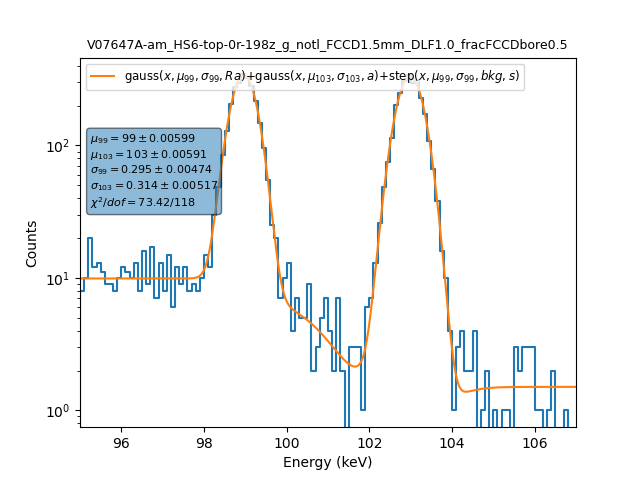 V07647A-am_HS6-top-0r-198z_g_notl_FCCD1.5mm_DLF1.0_fracFCCDbore0.5
gauss(x, μ99, σ99, Ra)+gauss(x, μ103, σ103, a)+step(x, μ99, σ99, bkg, s)
μ99 = 99 ± 0.00599
μ103 = 103 ± 0.00591
σ99 = 0.295 ± 0.00474
σ103 = 0.314 ± 0.00517
χ²/dof = 73.42/118
Counts
10²
10¹
10⁰
96 98 100 102 104 106
Energy (keV)